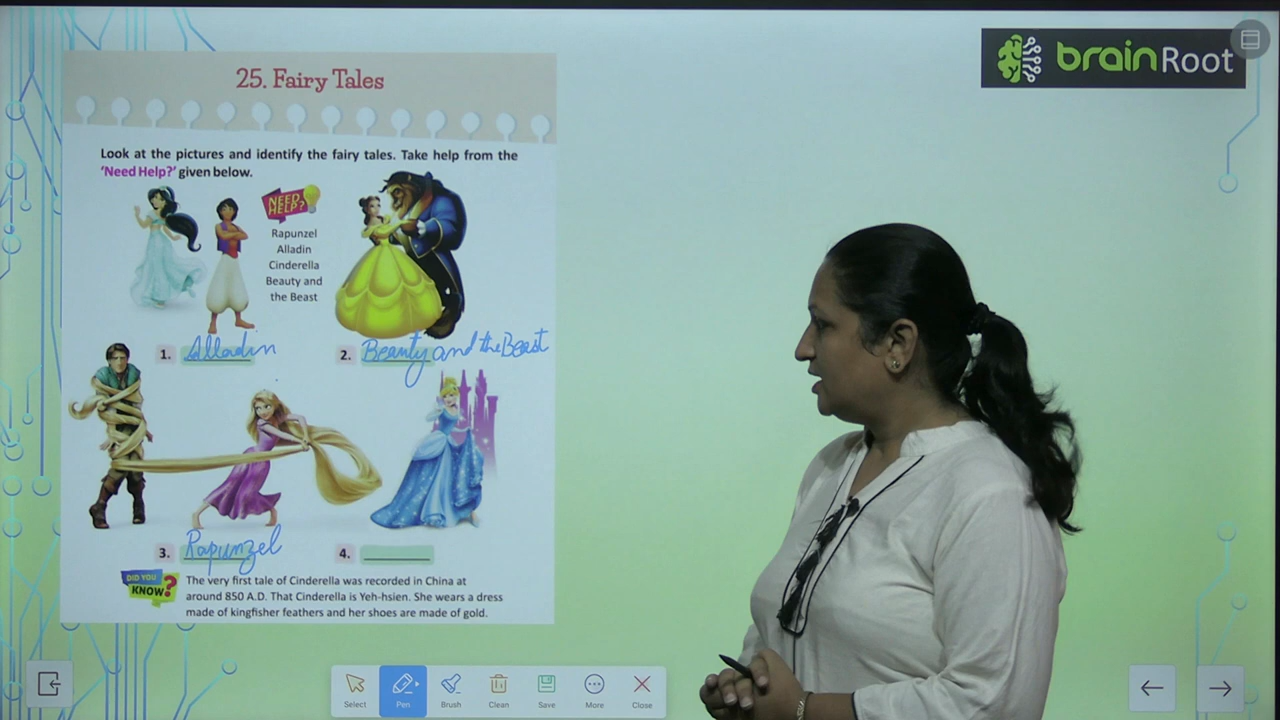 brainRoot
25. Fairy Tales
Look at the pictures and identify the fairy tales. Take help from the
'Need Help?' given below.
NEED
HELP?
Rapunzel
Alladin
Cinderella
Beauty and
the Beast
1. Alladin
2. Beauty and the Beast
3. Rapunzel
4.
DID YOU
KNOW?
The very first tale of Cinderella was recorded in China at
around 850 A.D. That Cinderella is Yeh-hsien. She wears a dress
made of kingfisher feathers and her shoes are made of gold.
Select Pen Brush Clean Save More Close